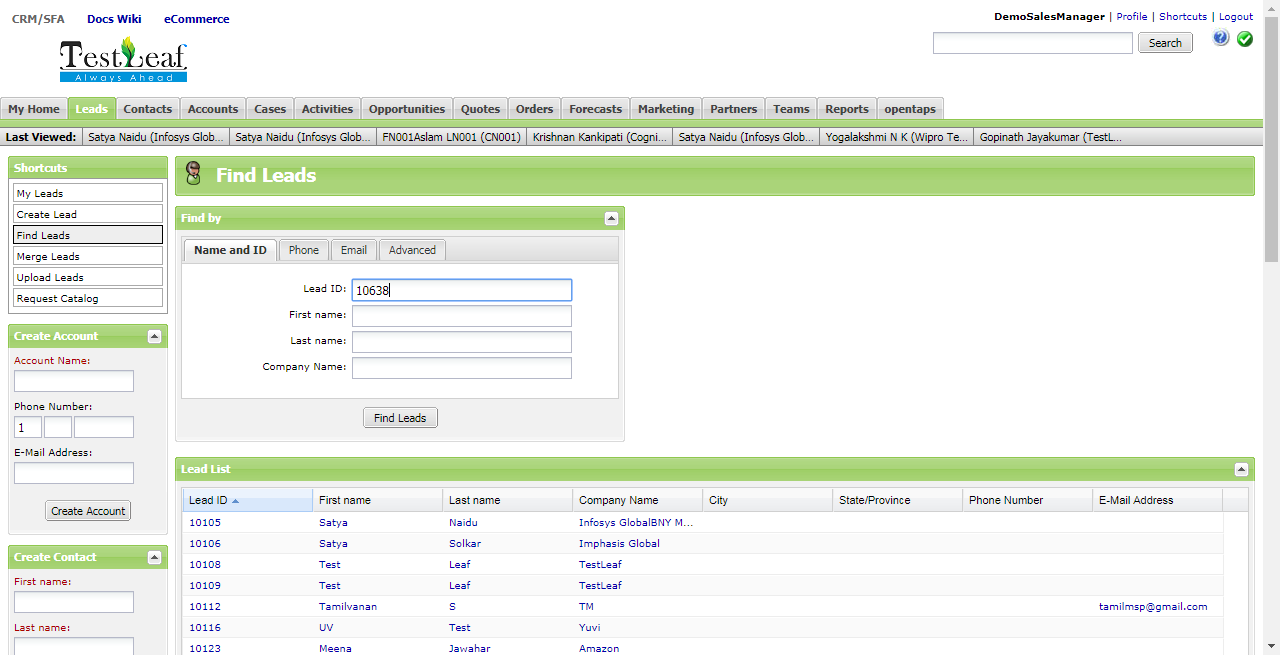 CRM/SFA Docs Wiki eCommerce
DemoSalesManager | Profile | Shortcuts | Logout
TestLeaf
Always Ahead
Search
My Home Leads Contacts Accounts Cases Activities Opportunities Quotes Orders Forecasts Marketing Partners Teams Reports opentaps
Last Viewed: Satya Naidu (Infosys Glob... Satya Naidu (Infosys Glob... FN001Aslam LN001 (CN001) Krishnan Kankipati (Cogni... Satya Naidu (Infosys Glob... Yogalakshmi N K (Wipro Te... Gopinath Jayakumar (TestL...
Shortcuts
My Leads
Create Lead
Find Leads
Merge Leads
Upload Leads
Request Catalog
Create Account
Account Name:
Phone Number:
1
E-Mail Address:
Create Account
Create Contact
First name:
Last name:
Find Leads
Find by
Name and ID Phone Email Advanced
Lead ID: 10638
First name:
Last name:
Company Name:
Find Leads
Lead List
Lead ID First name Last name Company Name City State/Province Phone Number E-Mail Address
10105 Satya Naidu Infosys GlobalBNY M...
10106 Satya Solkar Imphasis Global
10108 Test Leaf TestLeaf
10109 Test Leaf TestLeaf
10112 Tamilvanan S TM tamilmsp@gmail.com
10116 UV Test Yuvi
10123 Meena Jawahar Amazon